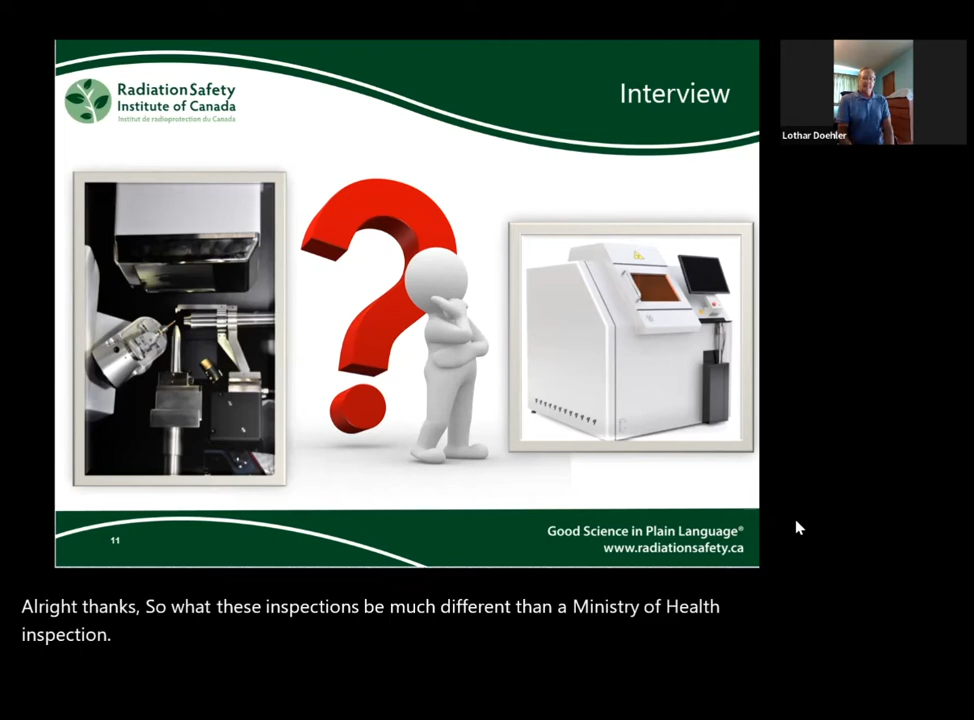 Radiation Safety
Institute of Canada
Institut de radioprotection du Canada
Interview
Lothar Doehler
Good Science in Plain Language®
www.radiationsafety.ca
11
Alright thanks, So what these inspections be much different than a Ministry of Health
inspection.